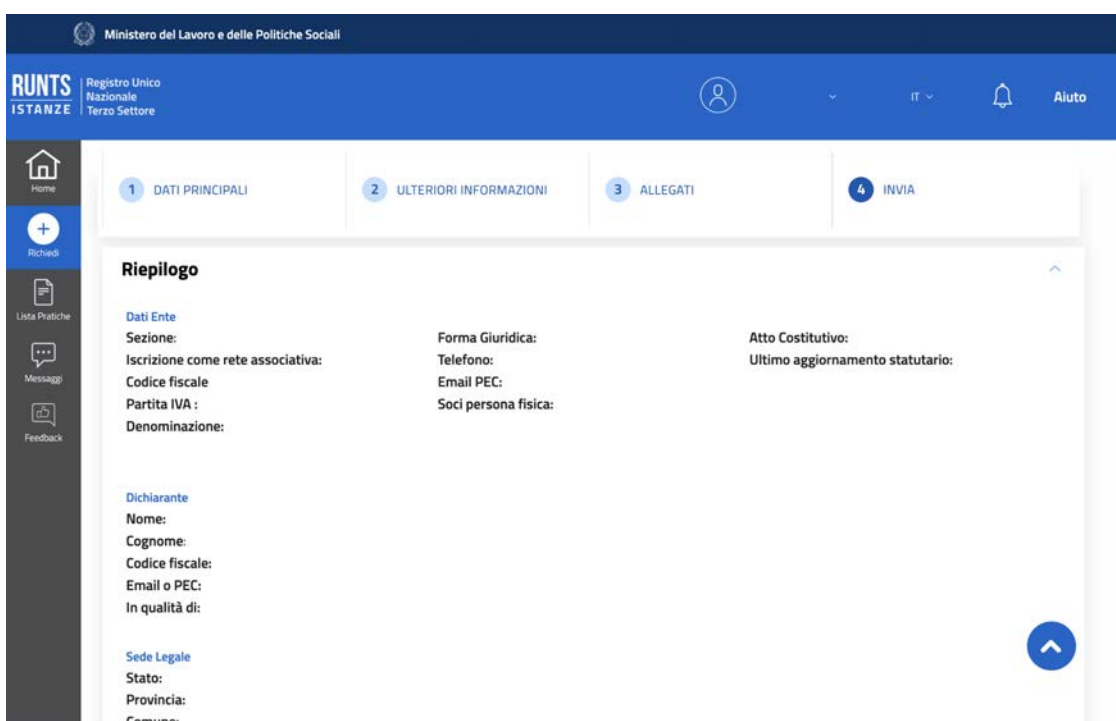 Ministero del Lavoro e delle Politiche Sociali
RUNTS
ISTANZE
Registro Unico
Nazionale
Terzo Settore
IT
Aiuto
Home
Richiedi
Lista Pratiche
Messaggi
Feedback
1 DATI PRINCIPALI
2 ULTERIORI INFORMAZIONI
3 ALLEGATI
4 INVIA
Riepilogo
Dati Ente
Sezione:
Iscrizione come rete associativa:
Codice fiscale
Partita IVA :
Denominazione:
Forma Giuridica:
Telefono:
Email PEC:
Soci persona fisica:
Atto Costitutivo:
Ultimo aggiornamento statutario:
Dichiarante
Nome:
Cognome:
Codice fiscale:
Email o PEC:
In qualità di:
Sede Legale
Stato:
Provincia:
Comune: